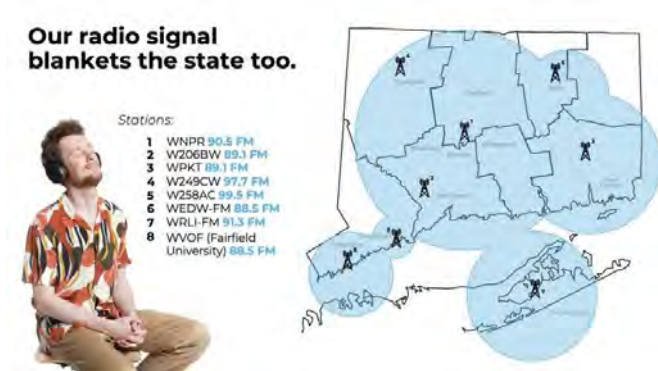 Our radio signal
blankets the state too.
Stations:
1 WNPR 90.5 FM
2 W206BW 89.1 FM
3 WPKT 89.1 FM
4 W249CW 97.7 FM
5 W258AC 99.5 FM
6 WEDW-FM 88.5 FM
7 WRLI-FM 91.3 FM
8 WVOF (Fairfield
University) 88.5 FM